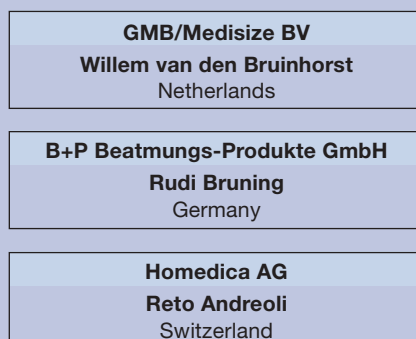 GMB/Medisize BV
Willem van den Bruinhorst
Netherlands
B+P Beatmungs-Produkte GmbH
Rudi Bruning
Germany
Homedica AG
Reto Andreoli
Switzerland